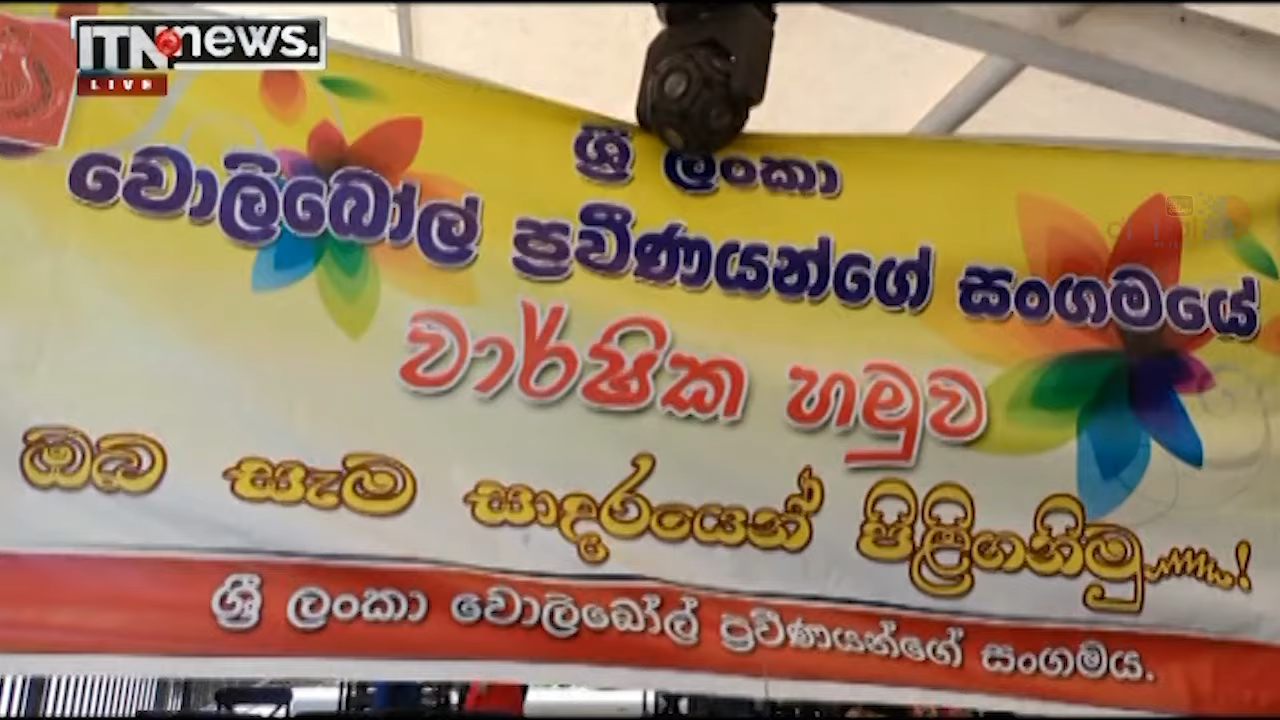 ITN news.
LIVE
ශ්‍රී ලංකා
වොලිබෝල් ප්‍රවීණයන්ගේ සංගමයේ
වාර්ෂික හමුව
ඔබ සැම සාදරයෙන් පිළිගනිමු......!
ශ්‍රී ලංකා වොලිබෝල් ප්‍රවීණයන්ගේ සංගමය.